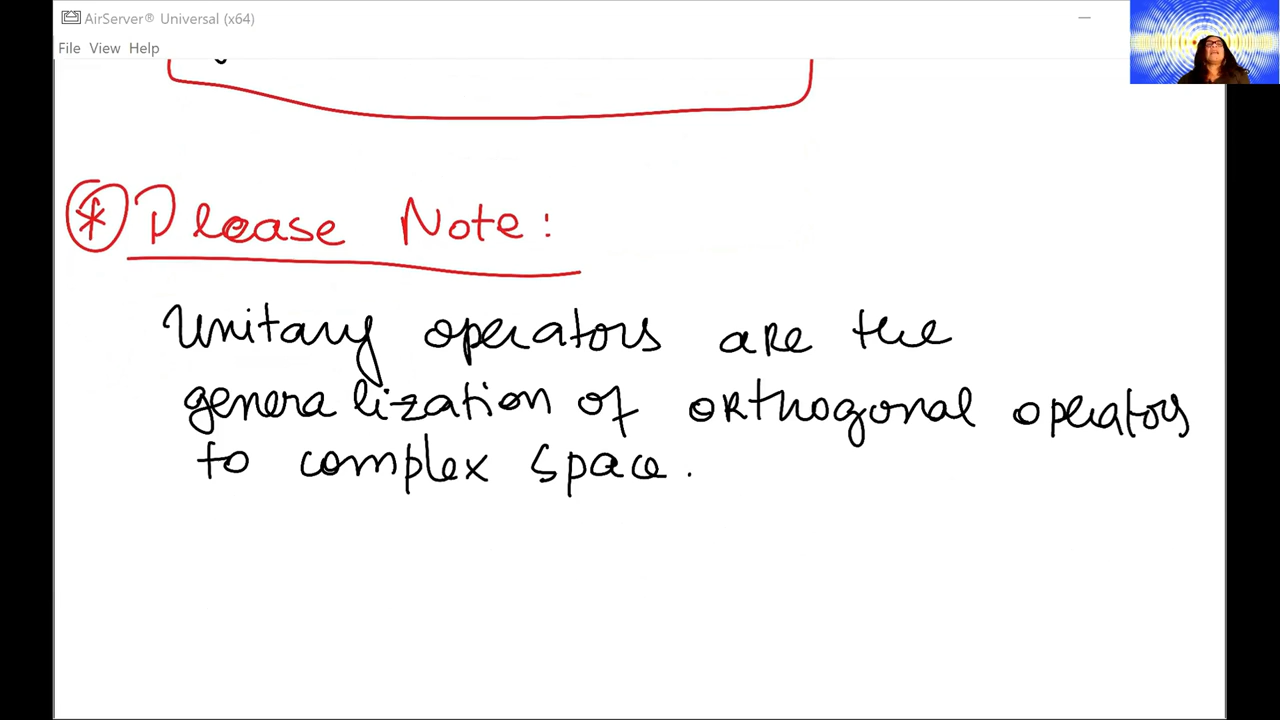 AirServer® Universal (x64)
File View Help
* Please Note:
Unitary operators are the
generalization of orthogonal operators
to complex space.